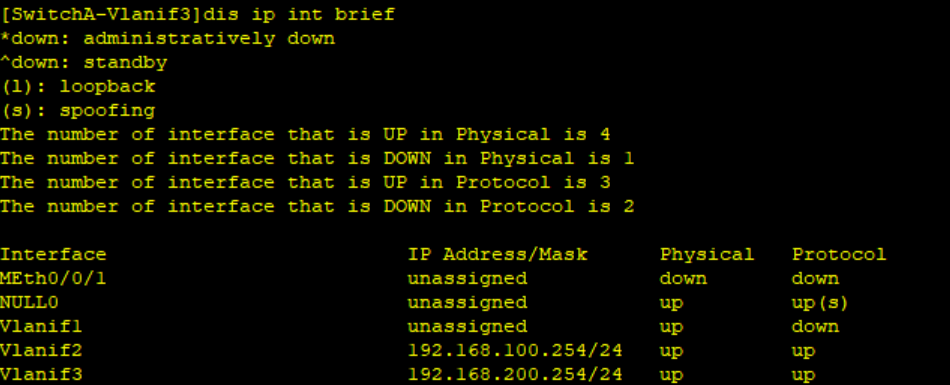 [SwitchA-Vlanif3]dis ip int brief
*down: administratively down
^down: standby
(l): loopback
(s): spoofing
The number of interface that is UP in Physical is 4
The number of interface that is DOWN in Physical is 1
The number of interface that is UP in Protocol is 3
The number of interface that is DOWN in Protocol is 2
Interface IP Address/Mask Physical Protocol
MEth0/0/1 unassigned down down
NULL0 unassigned up up(s)
Vlanif1 unassigned up down
Vlanif2 192.168.100.254/24 up up
Vlanif3 192.168.200.254/24 up up